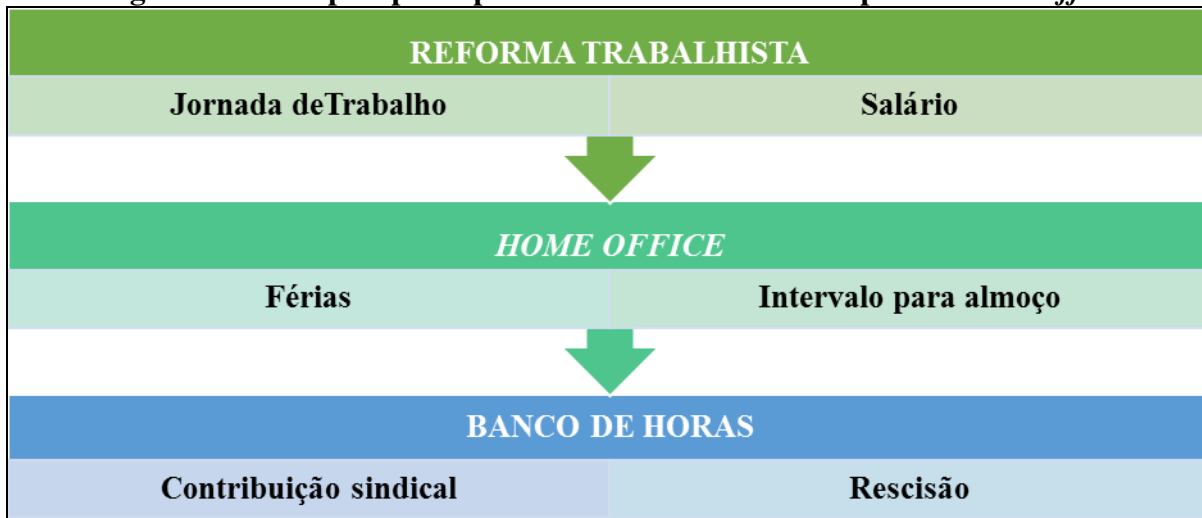 REFORMA TRABALHISTA
Jornada deTrabalho Salário
HOME OFFICE
Férias Intervalo para almoço
BANCO DE HORAS
Contribuição sindical Rescisão